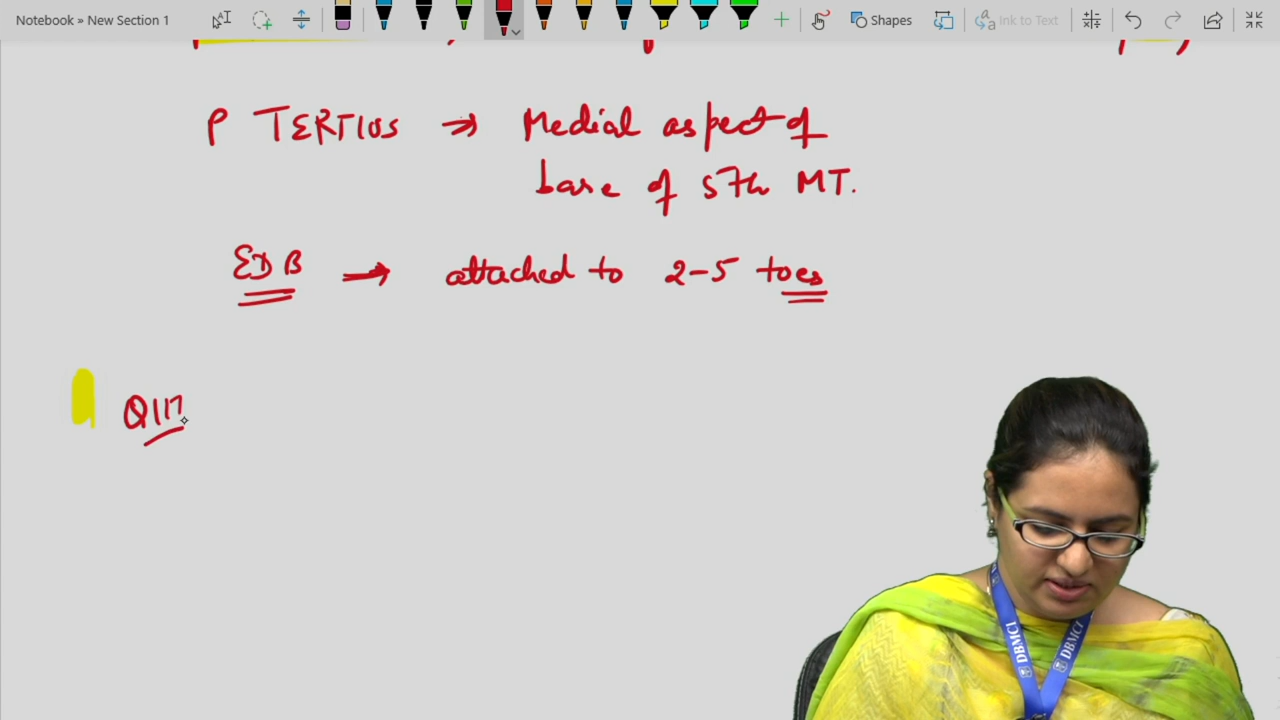 Notebook » New Section 1
Shapes
Ink to Text
P TERTIUS → Medial aspect of
base of 5th MT.
EDB → attached to 2-5 toes
Q117
DBMCI
DBMCI